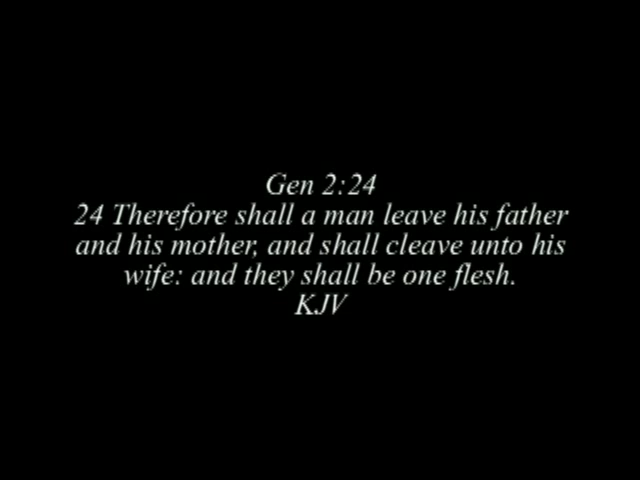 Gen 2:24
24 Therefore shall a man leave his father
and his mother, and shall cleave unto his
wife: and they shall be one flesh.
KJV